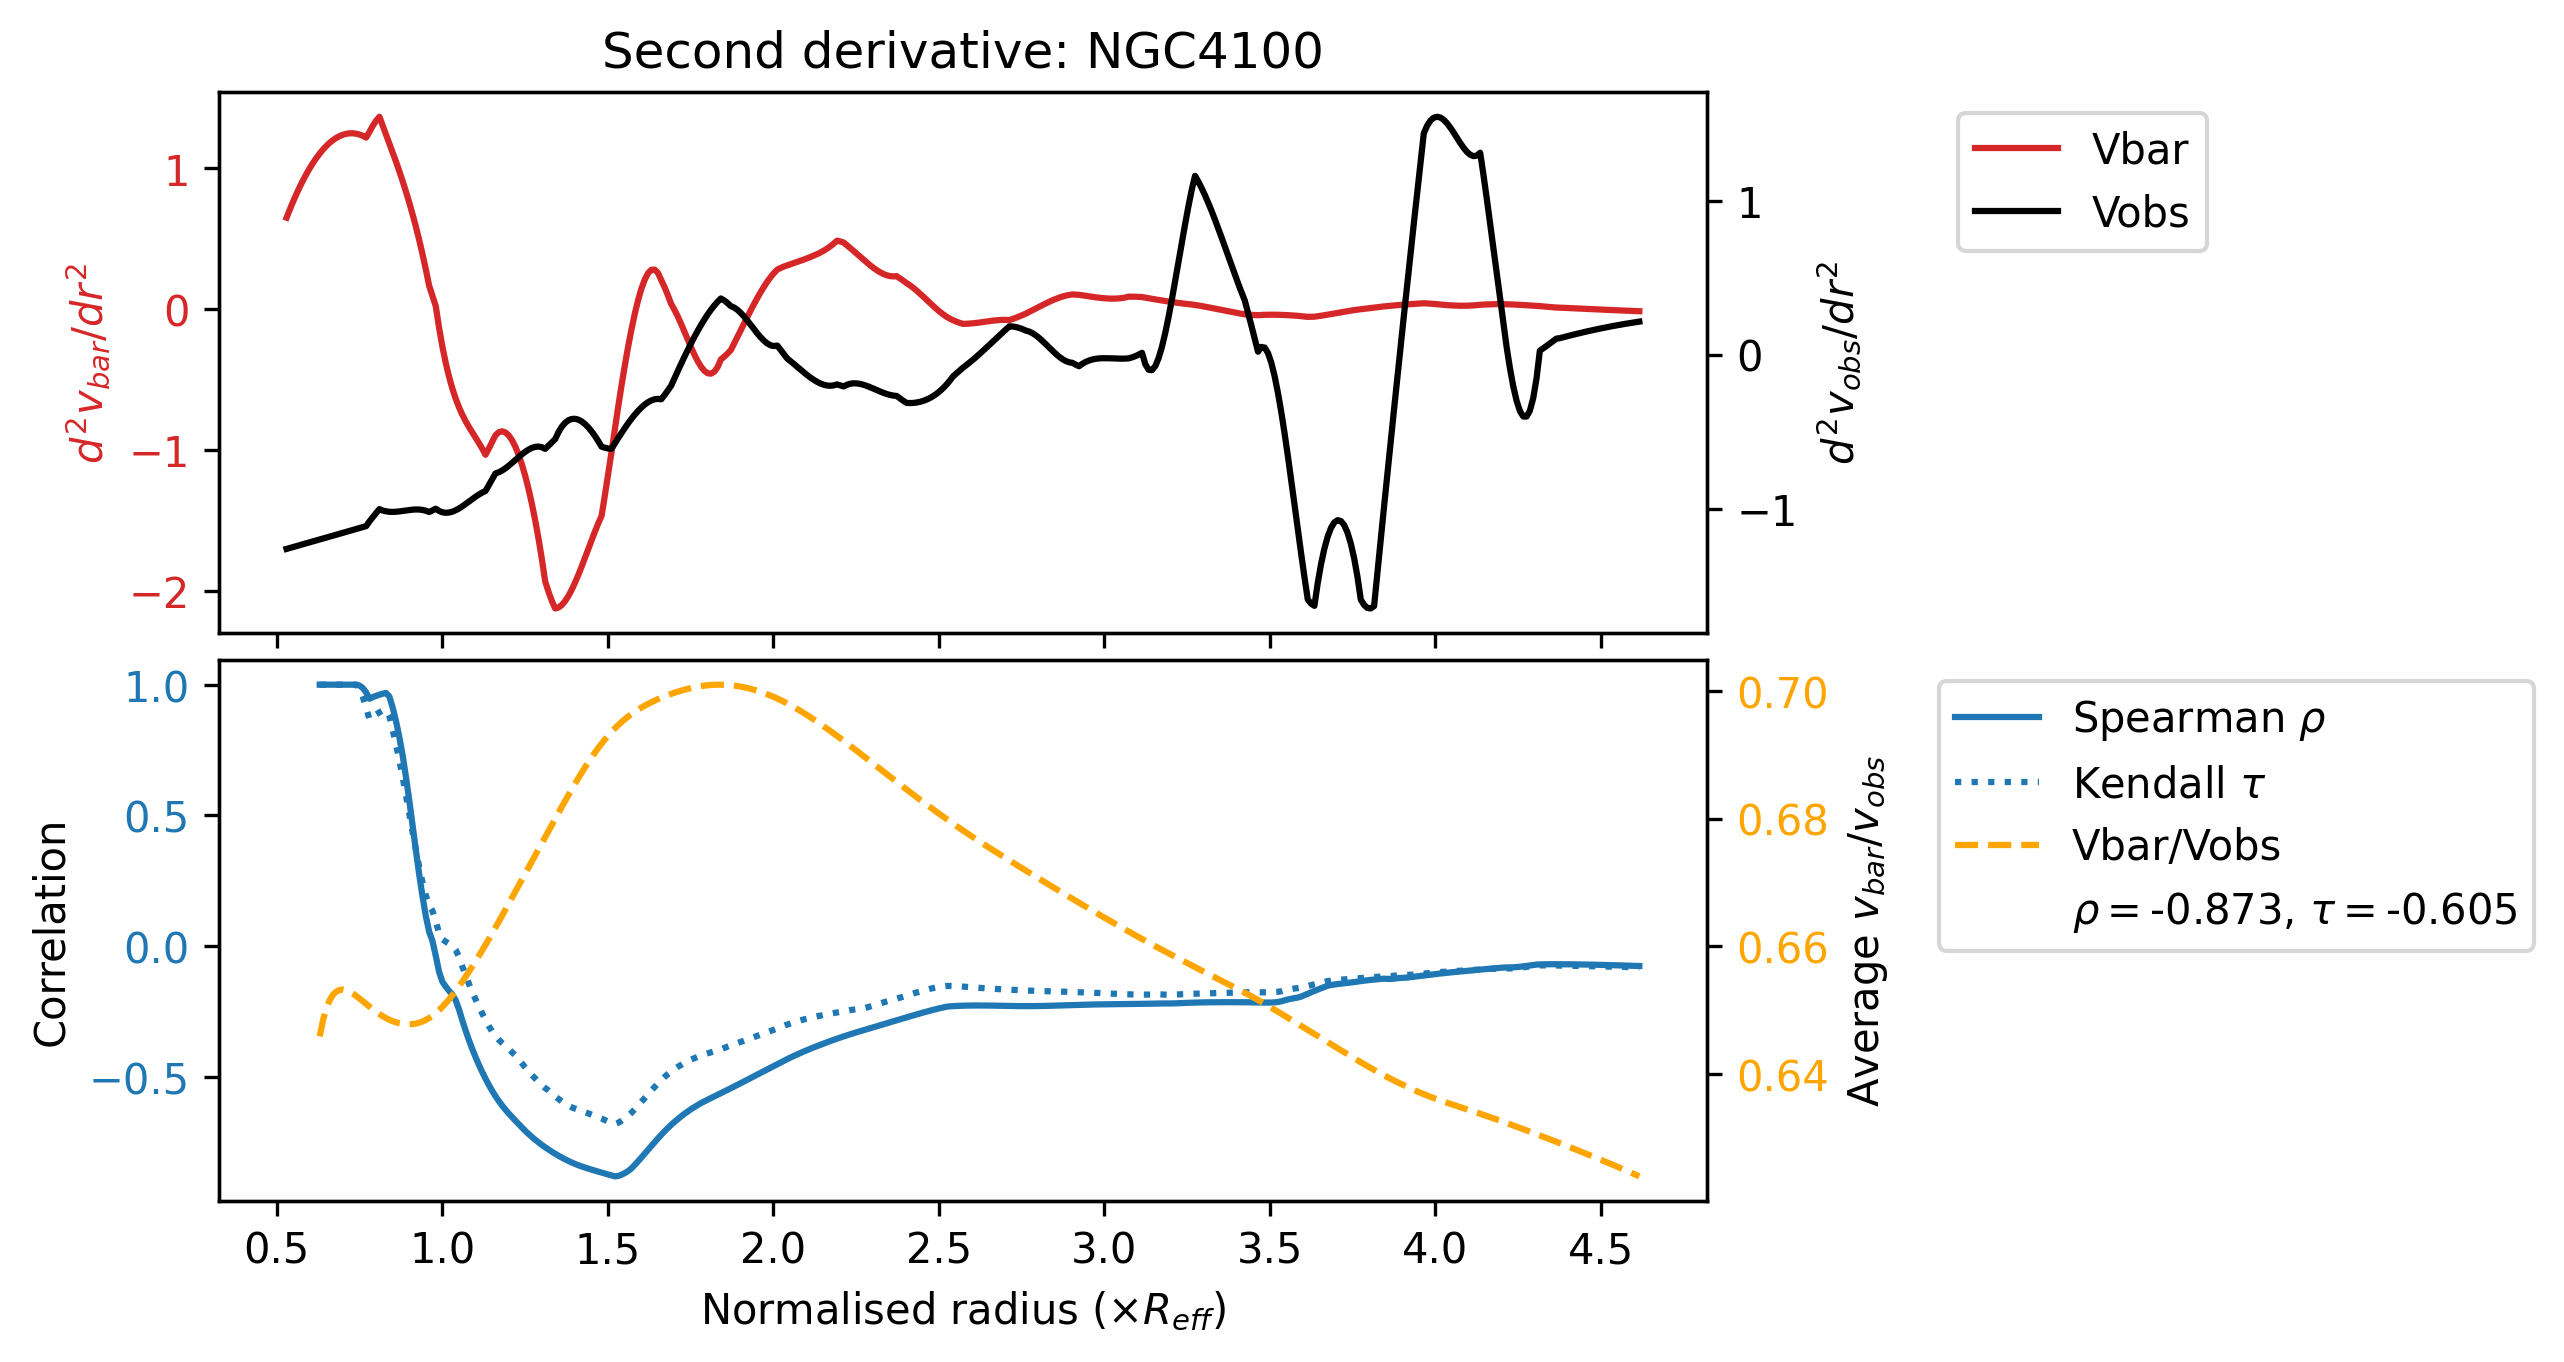 Second derivative: NGC4100
1
0
−1
−2
d²v_bar/dr²
1
0
−1
d²v_obs/dr²
Vbar
Vobs
1.0
0.5
0.0
−0.5
Correlation
0.70
0.68
0.66
0.64
Average v_bar/v_obs
Spearman ρ
Kendall τ
Vbar/Vobs
ρ = -0.873, τ = -0.605
0.5 1.0 1.5 2.0 2.5 3.0 3.5 4.0 4.5
Normalised radius (×R_eff)